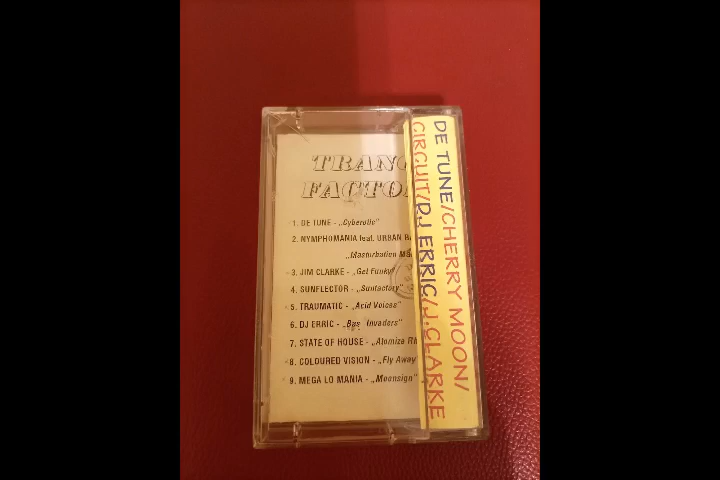 TRANC
FACTO
1. DE TUNE - „Cyberotic"
2. NYMPHOMANIA feat. URBAN
„Masturbation
3. JIM CLARKE - „Get Funky"
4. SUNFLECTOR - „Sunfactory"
5. TRAUMATIC - „Acid Voices"
6. DJ ERRIC - Invaders"
7. STATE OF HOUSE - „Atomiza
8. COLOURED VISION - „Fly Away"
9. MEGA LO MANIA - „Moonsign"
DE TUNE/CHERRY MOON/
CIRCUIT/DJ ERRIC/J.CLARKE